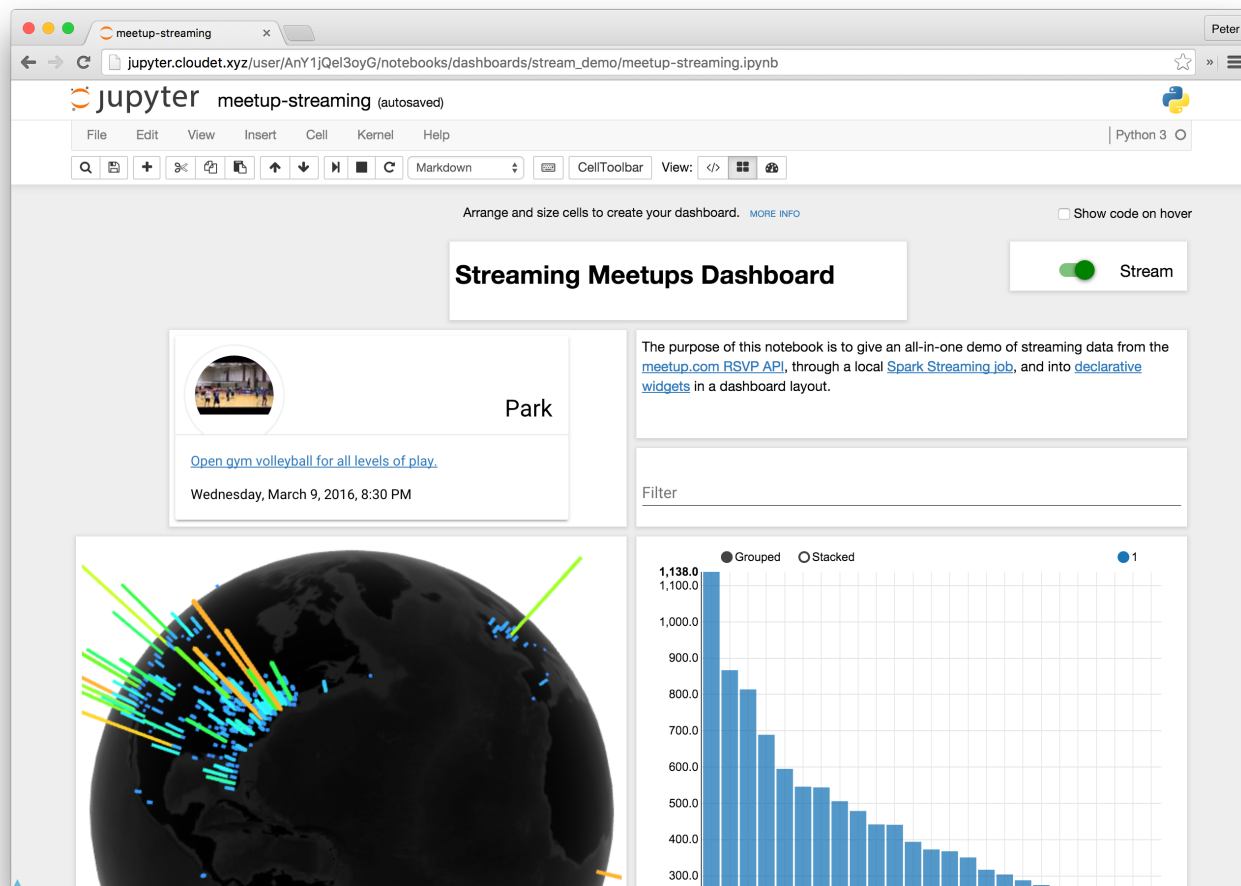 meetup-streaming
Peter
jupyter.cloudet.xyz/user/AnY1jQel3oyG/notebooks/dashboards/stream_demo/meetup-streaming.ipynb
jupyter meetup-streaming (autosaved)
File Edit View Insert Cell Kernel Help Python 3
Markdown CellToolbar View:
Arrange and size cells to create your dashboard. MORE INFO Show code on hover
Streaming Meetups Dashboard
Stream
Park
Open gym volleyball for all levels of play.
Wednesday, March 9, 2016, 8:30 PM
The purpose of this notebook is to give an all-in-one demo of streaming data from the
meetup.com RSVP API, through a local Spark Streaming job, and into declarative
widgets in a dashboard layout.
Filter
Grouped Stacked 1
1,138.0
1,100.0
1,000.0
900.0
800.0
700.0
600.0
500.0
400.0
300.0